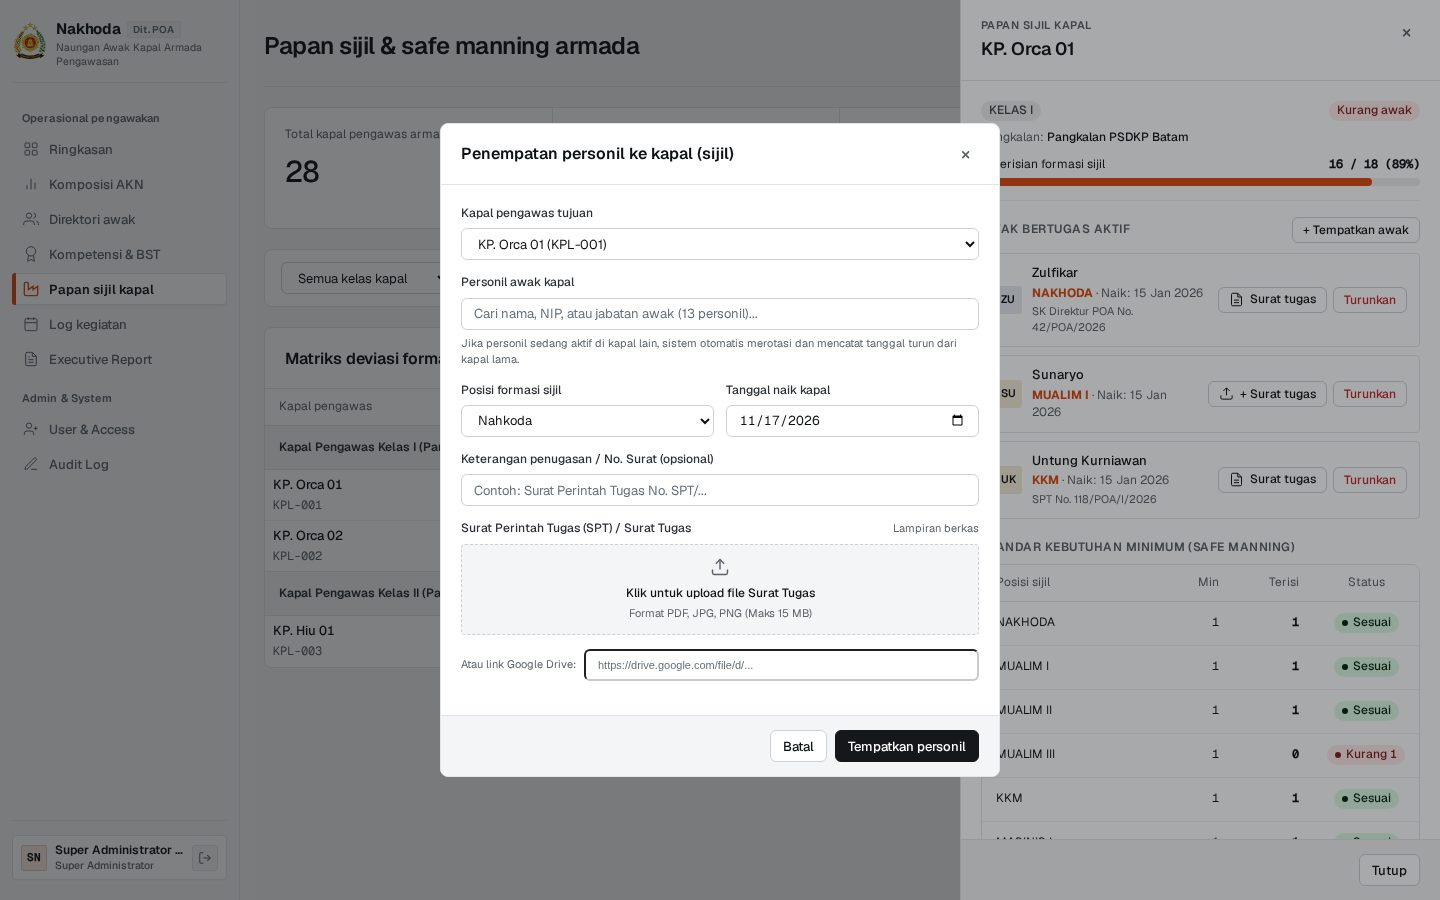 Nakhoda
Dit. POA
Naungan Awak Kapal Armada
Pengawasan
Operasional pengawakan
Ringkasan
Komposisi AKN
Direktori awak
Kompetensi & BST
Papan sijil kapal
Log kegiatan
Executive Report
Admin & System
User & Access
Audit Log
SN
Super Administrator ...
Super Administrator
Papan sijil & safe manning armada
Total kapal pengawas arma
28
Semua kelas kapal
Matriks deviasi forma
Kapal pengawas
Kapal Pengawas Kelas I (Pa
KP. Orca 01
KPL-001
KP. Orca 02
KPL-002
Kapal Pengawas Kelas II (Pa
KP. Hiu 01
KPL-003
Penempatan personil ke kapal (sijil)
×
Kapal pengawas tujuan
KP. Orca 01 (KPL-001)
Personil awak kapal
Cari nama, NIP, atau jabatan awak (13 personil)...
Jika personil sedang aktif di kapal lain, sistem otomatis merotasi dan mencatat tanggal turun dari
kapal lama.
Posisi formasi sijil
Tanggal naik kapal
Nahkoda
11/17/2026
Keterangan penugasan / No. Surat (opsional)
Contoh: Surat Perintah Tugas No. SPT/...
Surat Perintah Tugas (SPT) / Surat Tugas
Lampiran berkas
Klik untuk upload file Surat Tugas
Format PDF, JPG, PNG (Maks 15 MB)
Atau link Google Drive:
https://drive.google.com/file/d/...
Batal
Tempatkan personil
PAPAN SIJIL KAPAL
KP. Orca 01
×
KELAS I
Kurang awak
ngkalan: Pangkalan PSDKP Batam
erisian formasi sijil
16 / 18 (89%)
AK BERTUGAS AKTIF
+ Tempatkan awak
ZU
Zulfikar
NAKHODA · Naik: 15 Jan 2026
SK Direktur POA No.
42/POA/2026
Surat tugas
Turunkan
SU
Sunaryo
MUALIM I · Naik: 15 Jan
2026
+ Surat tugas
Turunkan
UK
Untung Kurniawan
KKM · Naik: 15 Jan 2026
SPT No. 118/POA/I/2026
Surat tugas
Turunkan
ANDAR KEBUTUHAN MINIMUM (SAFE MANNING)
Posisi sijil Min Terisi Status
NAKHODA 1 1 Sesuai
MUALIM I 1 1 Sesuai
MUALIM II 1 1 Sesuai
MUALIM III 1 0 Kurang 1
KKM 1 1 Sesuai
Tutup